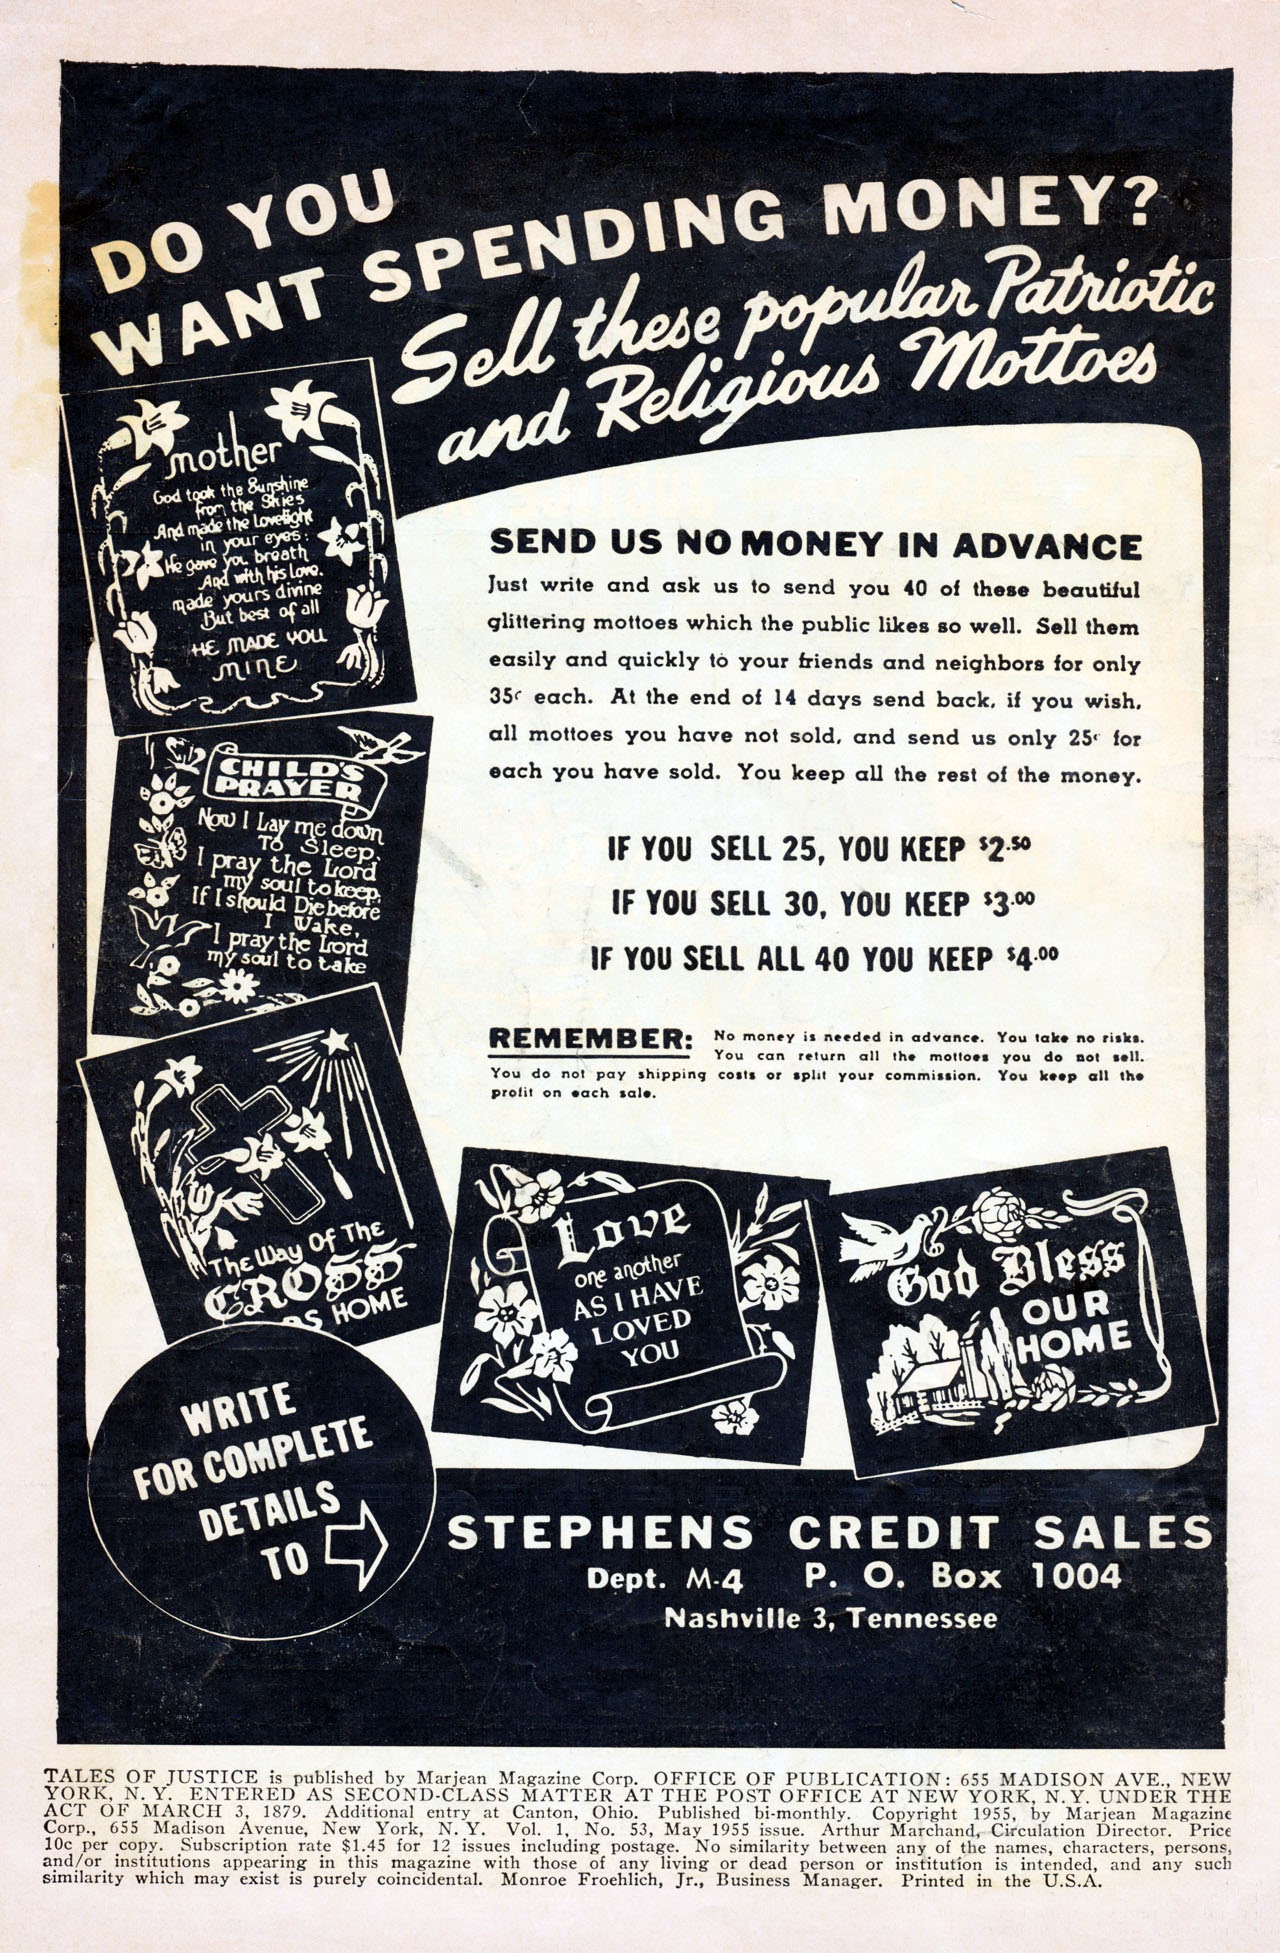 DO YOU
WANT SPENDING MONEY?
Sell these popular Patriotic
and Religious Mottoes
mother
God took the Sunshine
from the Skies
And made the Lovelight
in your eyes;
He gave you breath
And with his Love.
made yours divine
But best of all
HE MADE YOU
MINE
CHILD'S
PRAYER
Now I Lay me down
To Sleep,
I pray the Lord
my soul to keep,
If I should Die before
I Wake,
I pray the Lord
my soul to take
The Way Of The
CROSS
HOME
SEND US NO MONEY IN ADVANCE
Just write and ask us to send you 40 of these beautiful
glittering mottoes which the public likes so well. Sell them
easily and quickly to your friends and neighbors for only
35c each. At the end of 14 days send back, if you wish,
all mottoes you have not sold, and send us only 25c for
each you have sold. You keep all the rest of the money.
IF YOU SELL 25, YOU KEEP $2.50
IF YOU SELL 30, YOU KEEP $3.00
IF YOU SELL ALL 40 YOU KEEP $4.00
REMEMBER: No money is needed in advance. You take no risks.
You can return all the mottoes you do not sell.
You do not pay shipping costs or split your commission. You keep all the
profit on each sale.
Love
one another
AS I HAVE
LOVED
YOU
God Bless
OUR
HOME
WRITE
FOR COMPLETE
DETAILS
TO
STEPHENS CREDIT SALES
Dept. M-4 P. O. Box 1004
Nashville 3, Tennessee
TALES OF JUSTICE is published by Marjean Magazine Corp. OFFICE OF PUBLICATION: 655 MADISON AVE., NEW
YORK, N. Y. ENTERED AS SECOND-CLASS MATTER AT THE POST OFFICE AT NEW YORK, N. Y. UNDER THE
ACT OF MARCH 3, 1879. Additional entry at Canton, Ohio. Published bi-monthly. Copyright 1955, by Marjean Magazine
Corp., 655 Madison Avenue, New York, N. Y. Vol. 1, No. 53, May 1955 issue. Arthur Marchand, Circulation Director. Price
10c per copy. Subscription rate $1.45 for 12 issues including postage. No similarity between any of the names, characters, persons,
and/or institutions appearing in this magazine with those of any living or dead person or institution is intended, and any such
similarity which may exist is purely coincidental. Monroe Froehlich, Jr., Business Manager. Printed in the U.S.A.